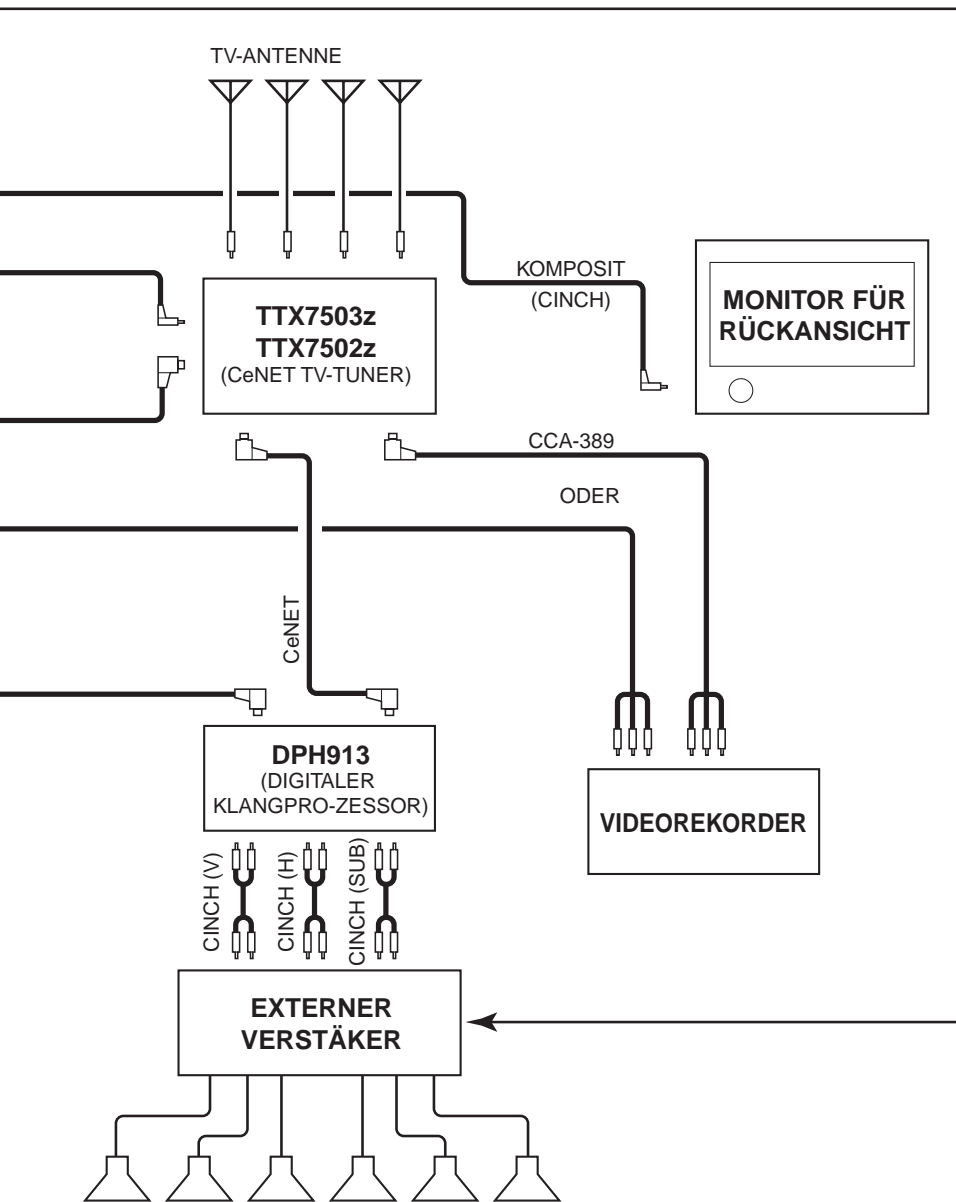 TV-ANTENNE
KOMPOSIT
(CINCH)
MONITOR FÜR
RÜCKANSICHT
TTX7503z
TTX7502z
(CeNET TV-TUNER)
CCA-389
ODER
CeNET
DPH913
(DIGITALER
KLANGPRO-ZESSOR)
VIDEOREKORDER
CINCH (V)
CINCH (H)
CINCH (SUB)
EXTERNER
VERSTÄKER